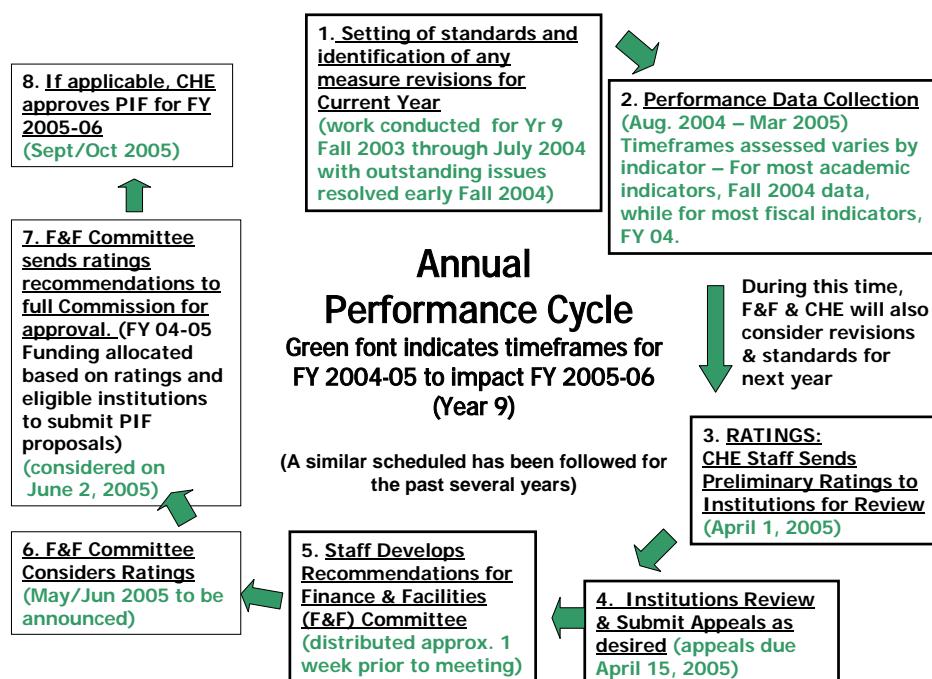 1. Setting of standards and
identification of any
measure revisions for
Current Year
(work conducted for Yr 9
Fall 2003 through July 2004
with outstanding issues
resolved early Fall 2004)
2. Performance Data Collection
(Aug. 2004 – Mar 2005)
Timeframes assessed varies by
indicator – For most academic
indicators, Fall 2004 data,
while for most fiscal indicators,
FY 04.
During this time,
F&F & CHE will also
consider revisions
& standards for
next year
3. RATINGS:
CHE Staff Sends
Preliminary Ratings to
Institutions for Review
(April 1, 2005)
4. Institutions Review
& Submit Appeals as
desired (appeals due
April 15, 2005)
5. Staff Develops
Recommendations for
Finance & Facilities
(F&F) Committee
(distributed approx. 1
week prior to meeting)
6. F&F Committee
Considers Ratings
(May/Jun 2005 to be
announced)
7. F&F Committee
sends ratings
recommendations to
full Commission for
approval. (FY 04-05
Funding allocated
based on ratings and
eligible institutions
to submit PIF
proposals)
(considered on
June 2, 2005)
8. If applicable, CHE
approves PIF for FY
2005-06
(Sept/Oct 2005)
Annual
Performance Cycle
Green font indicates timeframes for
FY 2004-05 to impact FY 2005-06
(Year 9)
(A similar scheduled has been followed for
the past several years)